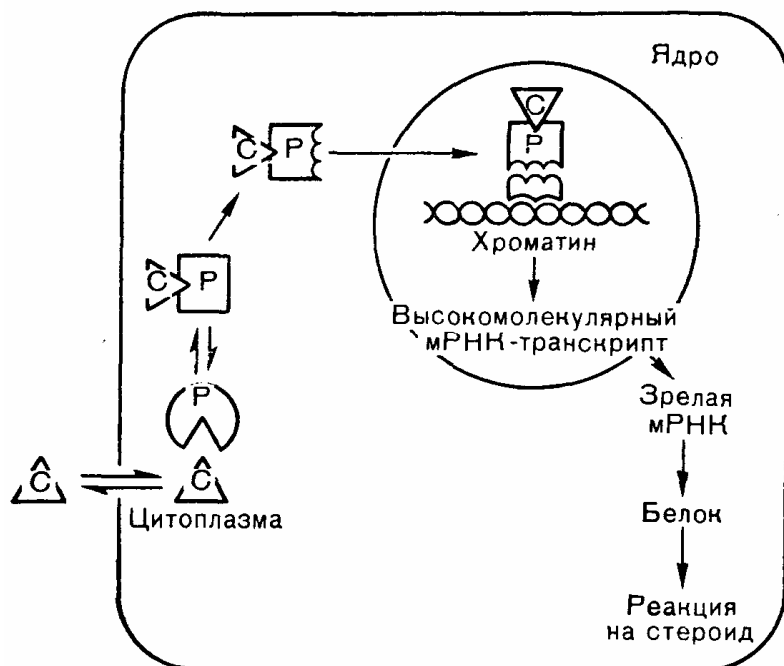 Ядро
С
Р
С Р
Хроматин
С Р
Высокомолекулярный
мРНК-транскрипт
Р
Зрелая
мРНК
С
С
Цитоплазма
Белок
Реакция
на стероид